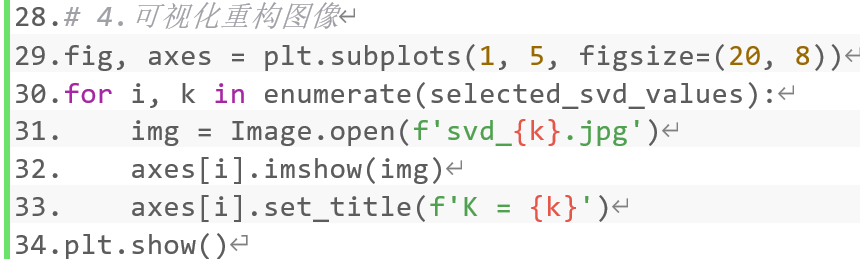 28.# 4.可视化重构图像↵
29.fig, axes = plt.subplots(1, 5, figsize=(20, 8))↵
30.for i, k in enumerate(selected_svd_values):↵
31.    img = Image.open(f'svd_{k}.jpg')↵
32.    axes[i].imshow(img)↵
33.    axes[i].set_title(f'K = {k}')↵
34.plt.show()↵